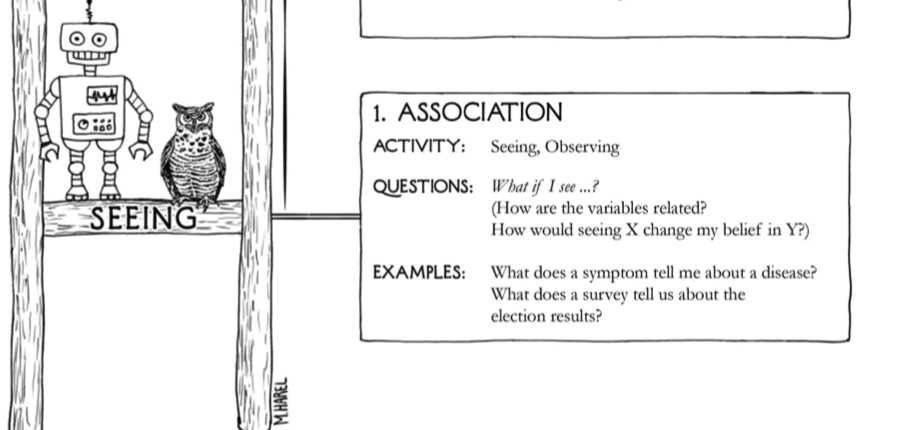 SEEING
1. ASSOCIATION
ACTIVITY: Seeing, Observing
QUESTIONS: What if I see ...?
(How are the variables related?
How would seeing X change my belief in Y?)
EXAMPLES: What does a symptom tell me about a disease?
What does a survey tell us about the
election results?
M.HAREL